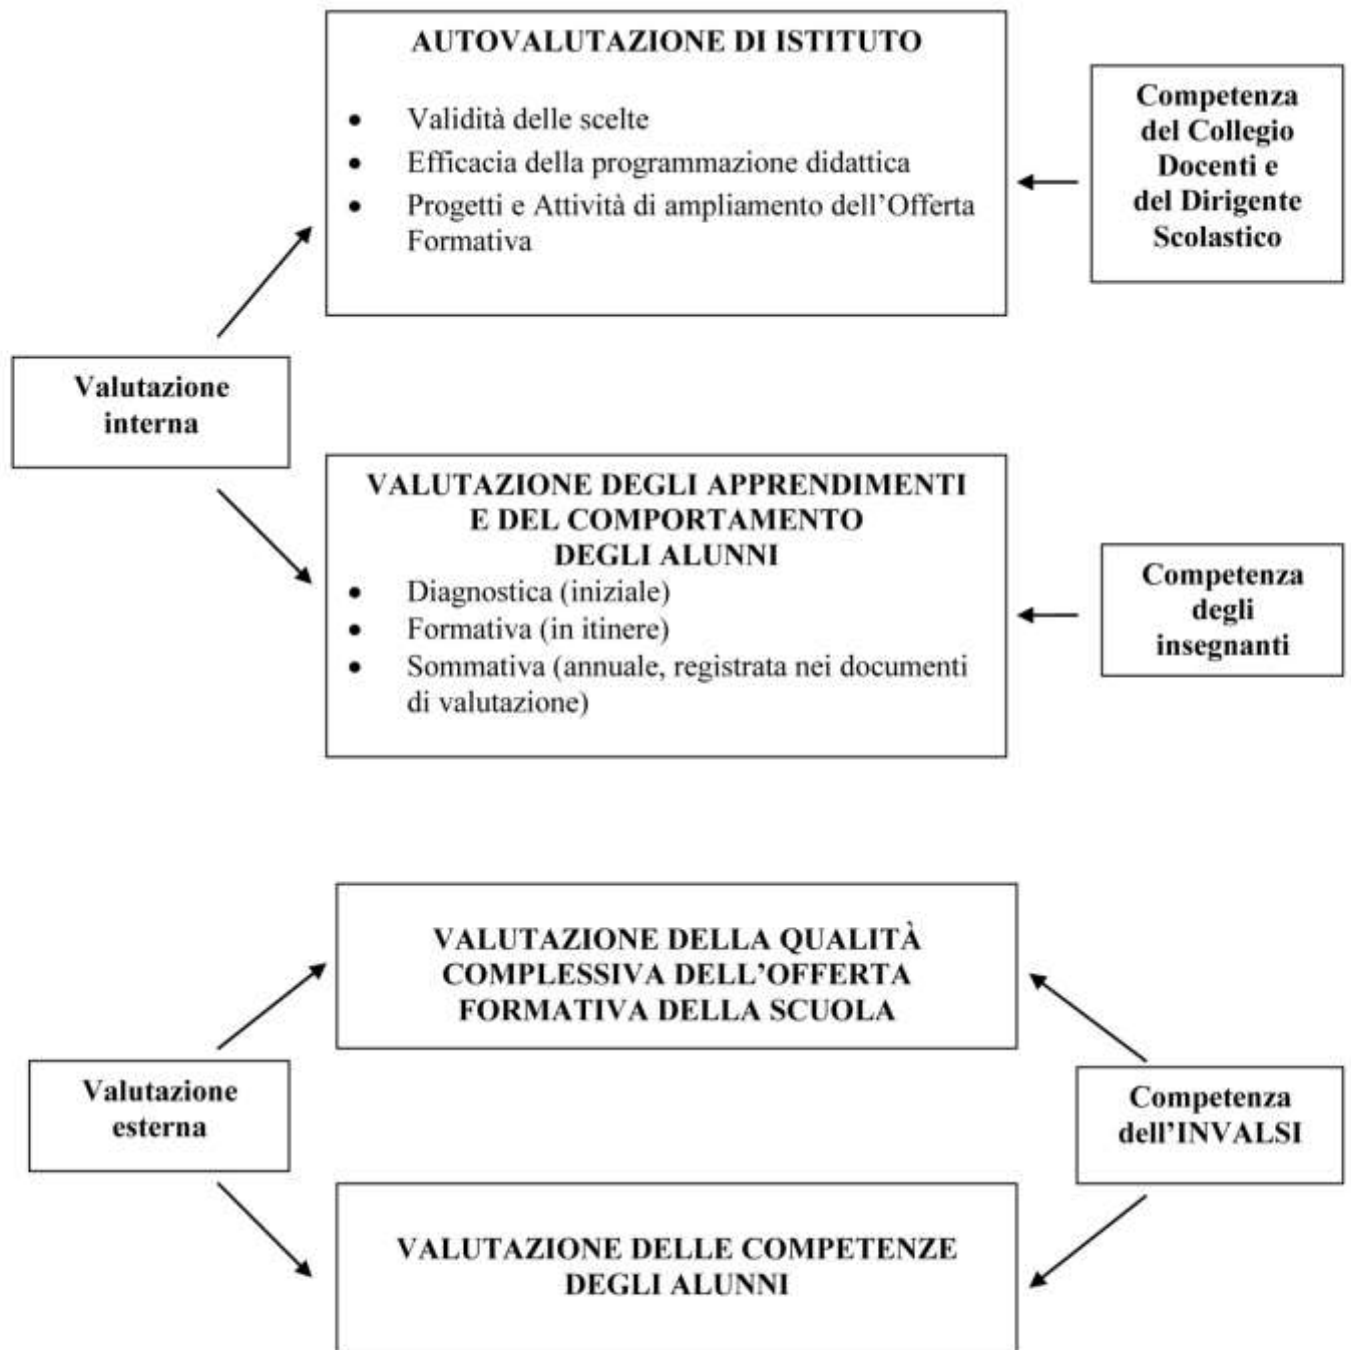 AUTOVALUTAZIONE DI ISTITUTO
• Validità delle scelte
• Efficacia della programmazione didattica
• Progetti e Attività di ampliamento dell’Offerta
Formativa
Competenza
del Collegio
Docenti e
del Dirigente
Scolastico
Valutazione
interna
VALUTAZIONE DEGLI APPRENDIMENTI
E DEL COMPORTAMENTO
DEGLI ALUNNI
• Diagnostica (iniziale)
• Formativa (in itinere)
• Sommativa (annuale, registrata nei documenti
di valutazione)
Competenza
degli
insegnanti
VALUTAZIONE DELLA QUALITÀ
COMPLESSIVA DELL’OFFERTA
FORMATIVA DELLA SCUOLA
Valutazione
esterna
Competenza
dell’INVALSI
VALUTAZIONE DELLE COMPETENZE
DEGLI ALUNNI